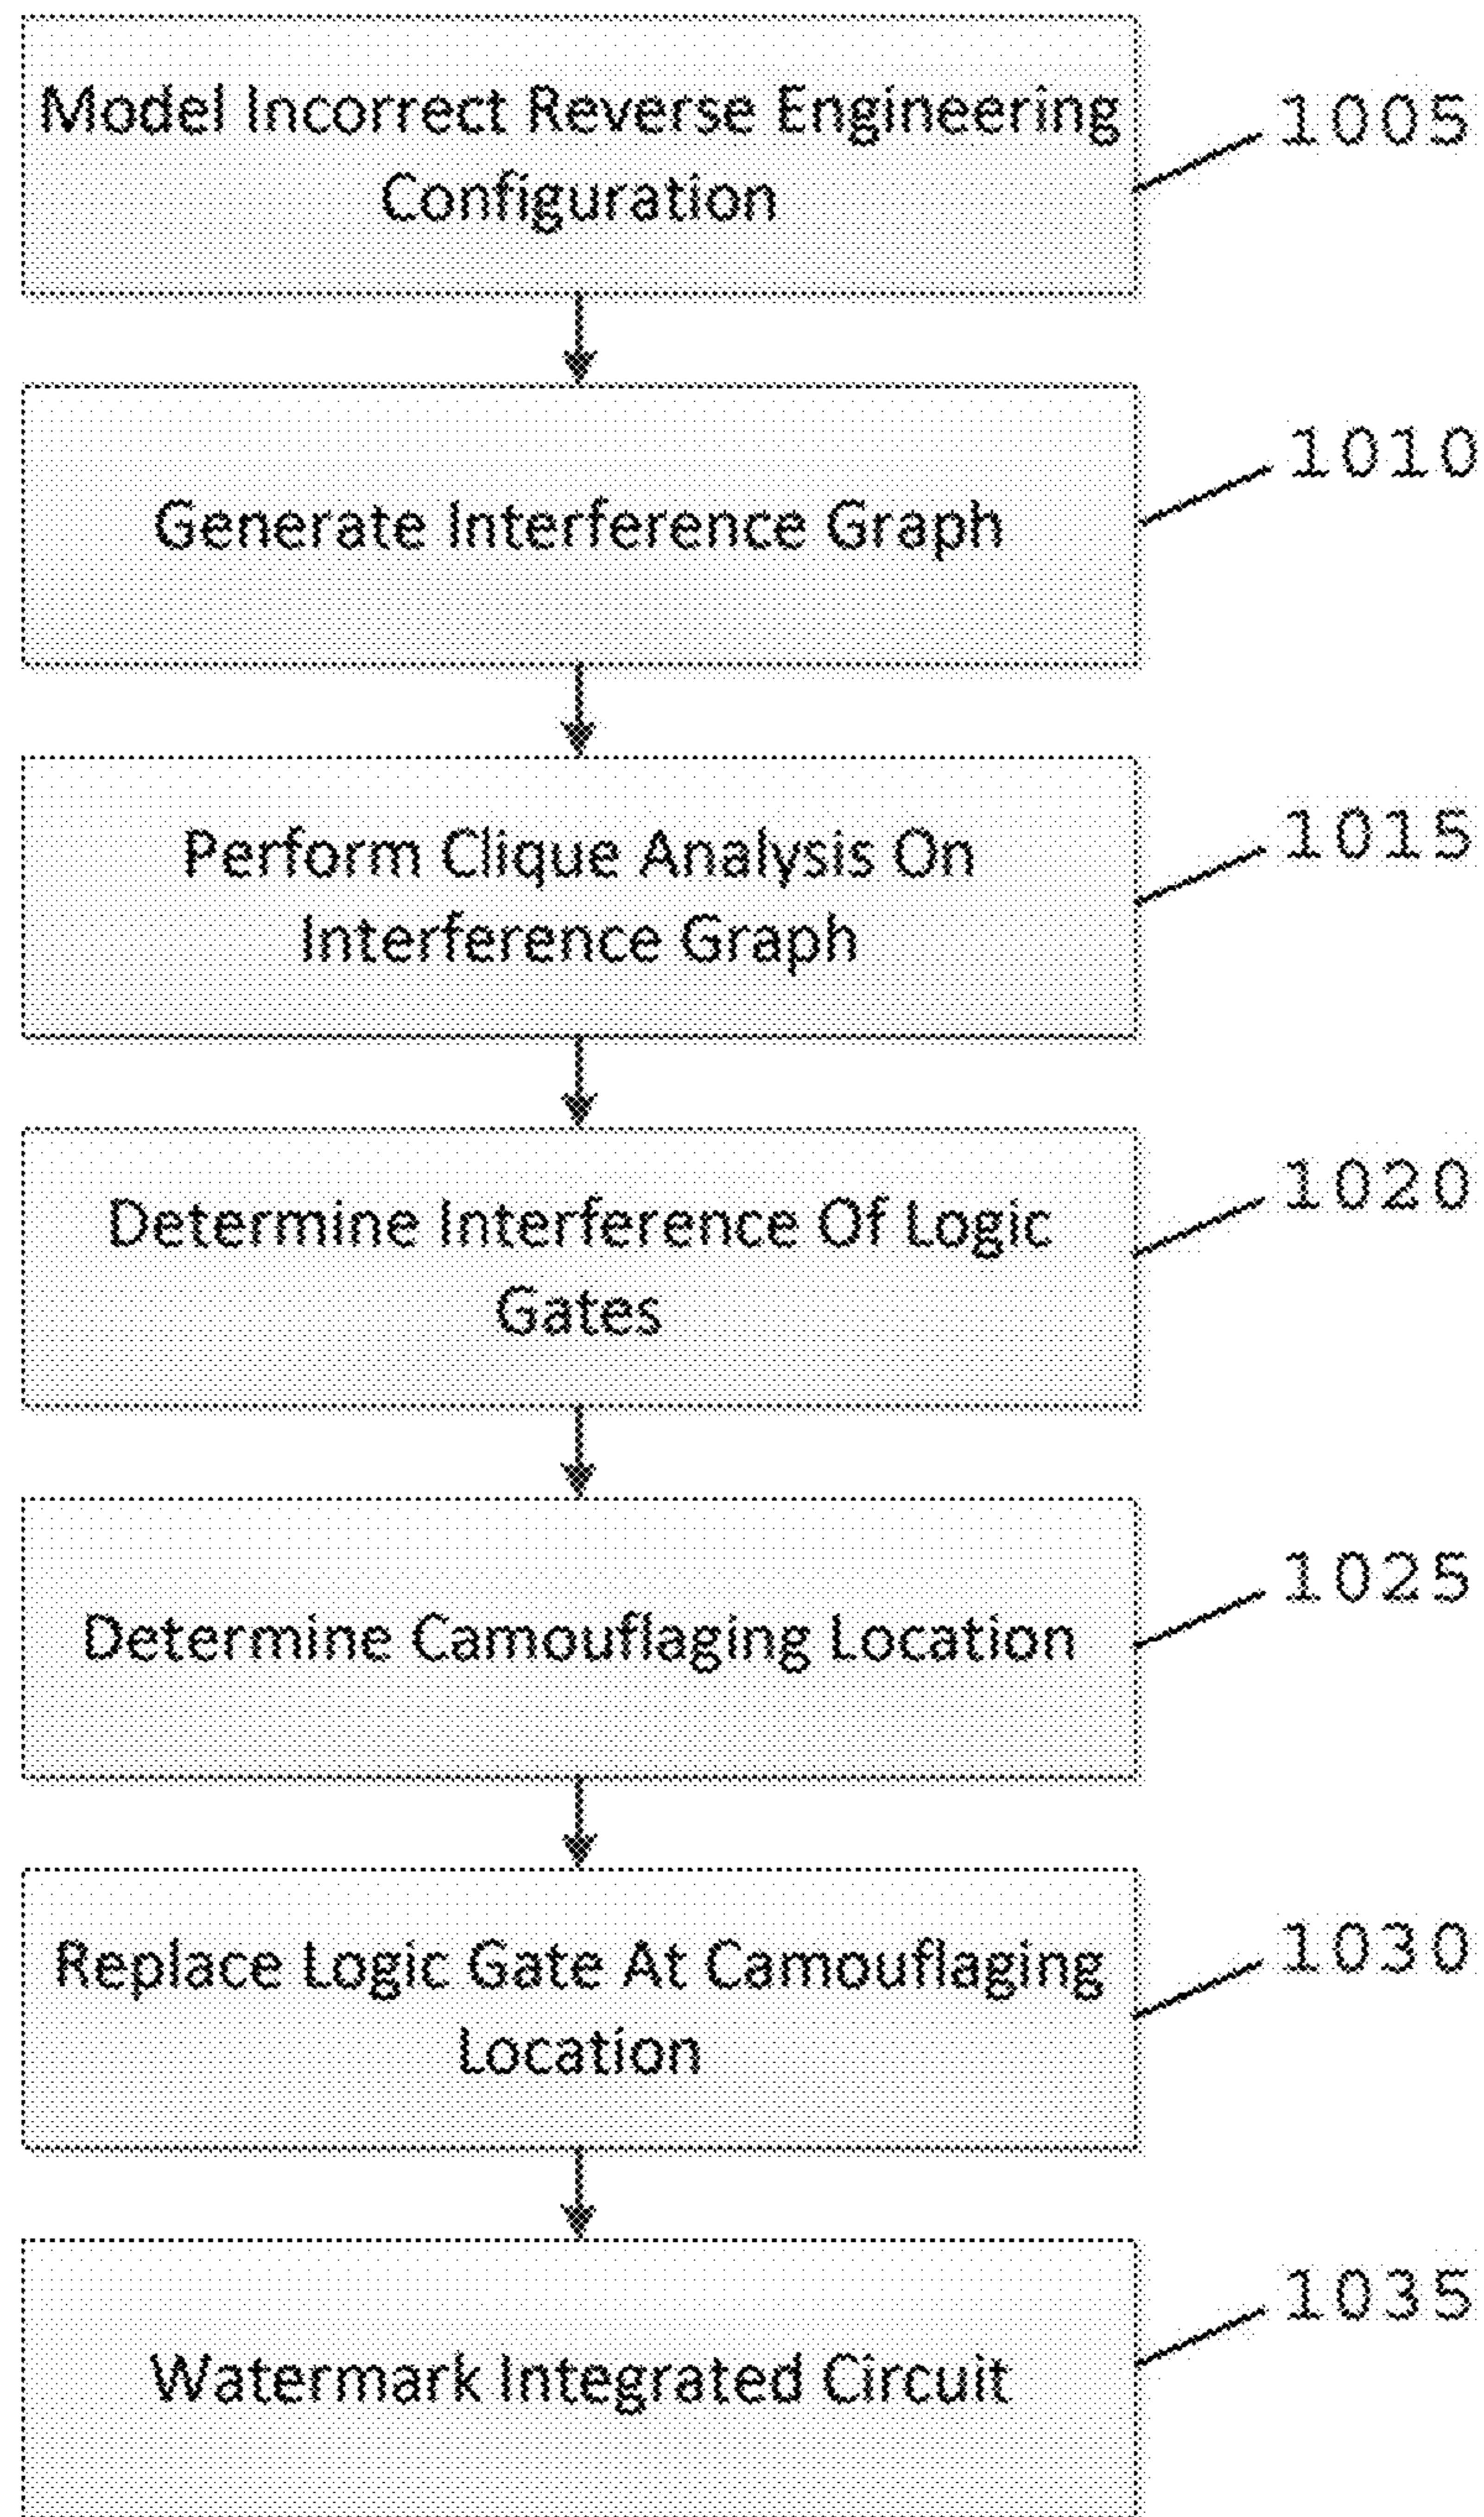 Model Incorrect Reverse Engineering
Configuration
1005
Generate Interference Graph
1010
Perform Clique Analysis On
Interference Graph
1015
Determine Interference Of Logic
Gates
1020
Determine Camouflaging Location
1025
Replace Logic Gate At Camouflaging
Location
1030
Watermark Integrated Circuit
1035